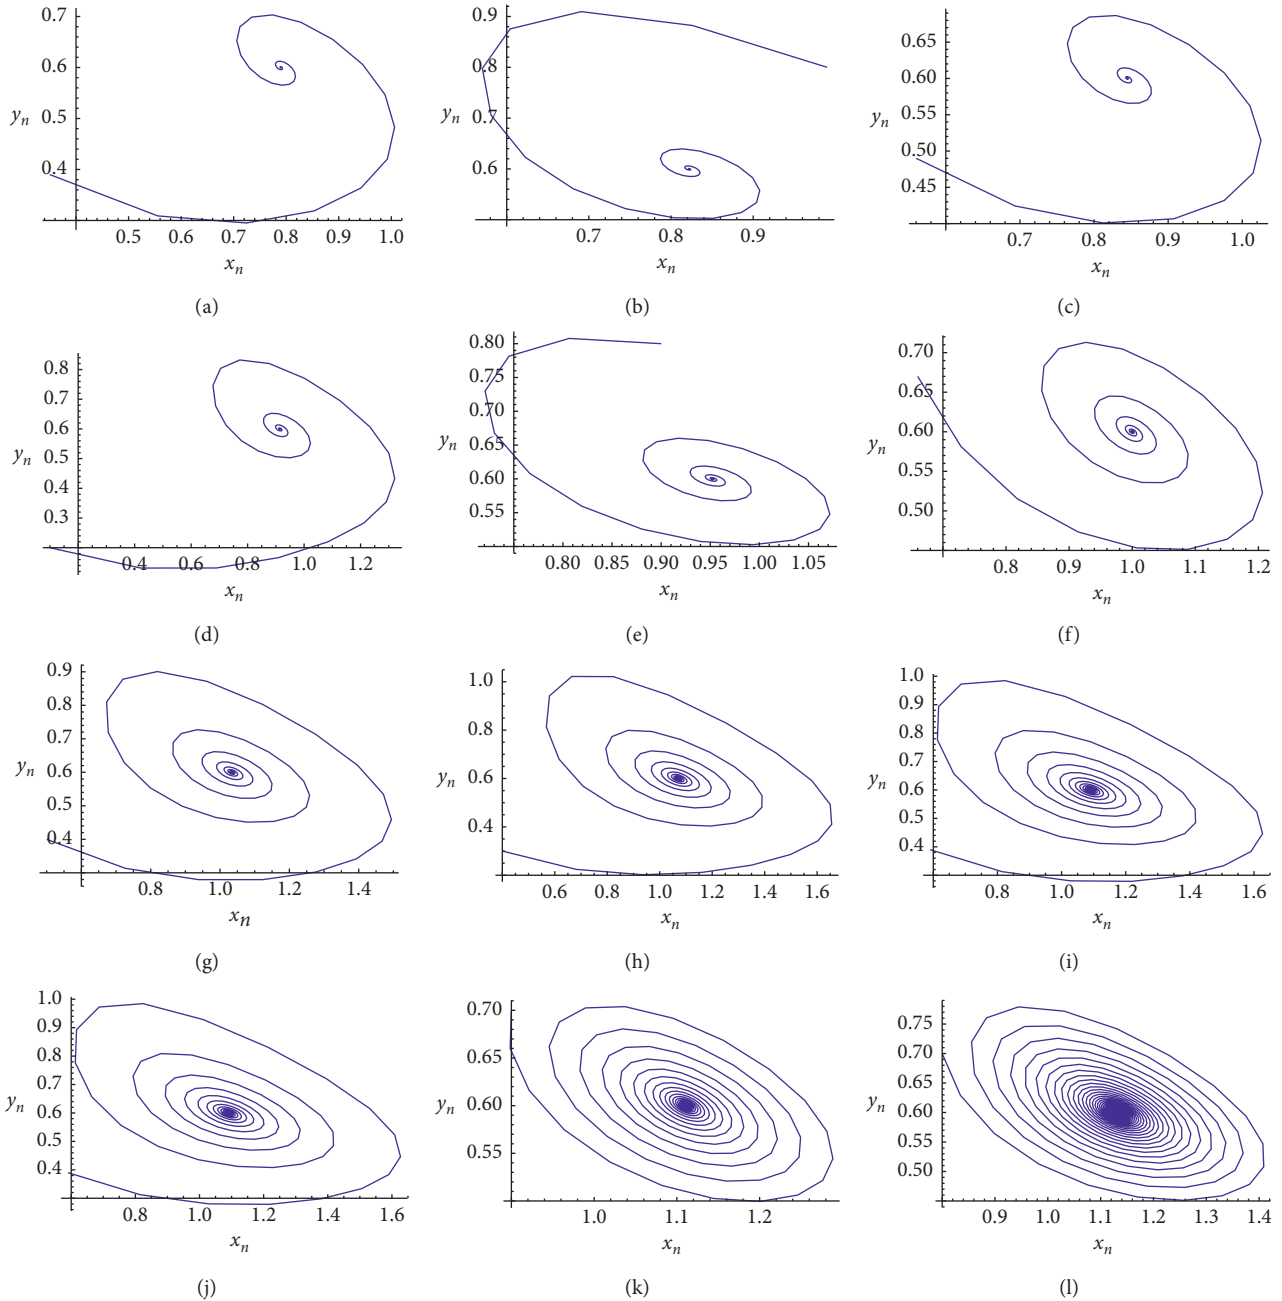 0.7
0.6
y_n 0.5
0.4
0.5 0.6 0.7 0.8 0.9 1.0
x_n
(a)
0.9
0.8
y_n 0.7
0.6
0.7 0.8 0.9
x_n
(b)
0.65
0.60
y_n 0.55
0.50
0.45
0.7 0.8 0.9 1.0
x_n
(c)
0.8
0.7
0.6
y_n 0.5
0.4
0.3
0.4 0.6 0.8 1.0 1.2
x_n
(d)
0.80
0.75
0.70
y_n 0.65
0.60
0.55
0.80 0.85 0.90 0.95 1.00 1.05
x_n
(e)
0.70
0.65
y_n 0.60
0.55
0.50
0.8 0.9 1.0 1.1 1.2
x_n
(f)
0.9
0.8
0.7
y_n 0.6
0.5
0.4
0.8 1.0 1.2 1.4
x_n
(g)
1.0
0.8
y_n 0.6
0.4
0.6 0.8 1.0 1.2 1.4 1.6
x_n
(h)
1.0
0.9
0.8
0.7
y_n 0.6
0.5
0.4
0.8 1.0 1.2 1.4 1.6
x_n
(i)
1.0
0.9
0.8
0.7
y_n 0.6
0.5
0.4
0.8 1.0 1.2 1.4 1.6
x_n
(j)
0.70
0.65
y_n 0.60
0.55
1.0 1.1 1.2
x_n
(k)
0.75
0.70
0.65
y_n 0.60
0.55
0.50
0.9 1.0 1.1 1.2 1.3 1.4
x_n
(l)